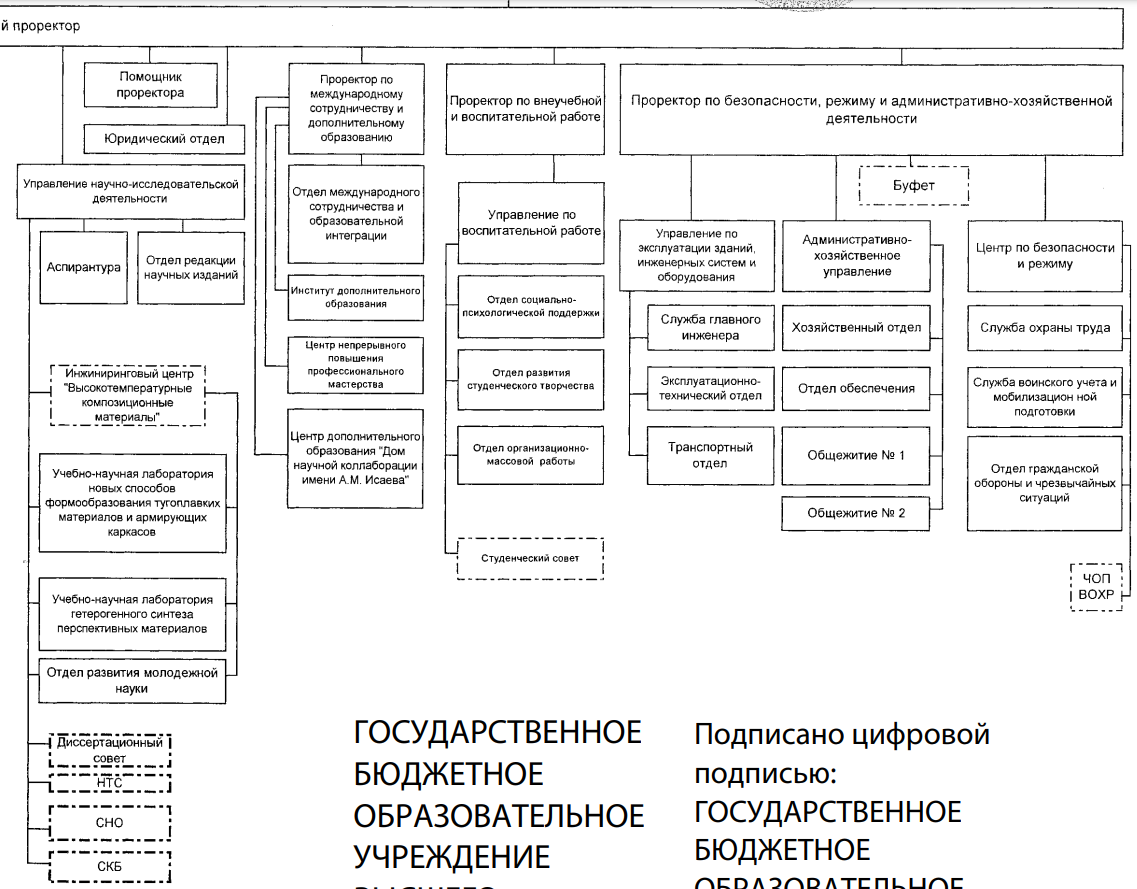 й проректор
Помощник
проректора
Юридический отдел
Управление научно-исследовательской
деятельности
Аспирантура
Отдел редакции
научных изданий
Инжиниринговый центр
"Высокотемпературные
композиционные
материалы"
Учебно-научная лаборатория
новых способов
формообразования тугоплавких
материалов и армирующих
каркасов
Учебно-научная лаборатория
гетерогенного синтеза
перспективных материалов
Отдел развития молодежной
науки
Диссертационный
совет
НТС
СНО
СКБ
Проректор по
международному
сотрудничеству и
дополнительному
образованию
Отдел международного
сотрудничества и
образовательной
интеграции
Институт дополнительного
образования
Центр непрерывного
повышения
профессионального
мастерства
Центр дополнительного
образования "Дом
научной коллаборации
имени А.М. Исаева"
Проректор по внеучебной
и воспитательной работе
Управление по
воспитательной работе
Отдел социально-
психологической поддержки
Отдел развития
студенческого творчества
Отдел организационно-
массовой работы
Студенческий совет
Проректор по безопасности, режиму и административно-хозяйственной
деятельности
Буфет
Управление по
эксплуатации зданий,
инженерных систем и
оборудования
Служба главного
инженера
Эксплуатационно-
технический отдел
Транспортный
отдел
Административно-
хозяйственное
управление
Хозяйственный отдел
Отдел обеспечения
Общежитие № 1
Общежитие № 2
Центр по безопасности
и режиму
Служба охраны труда
Служба воинского учета и
мобилизацион ной
подготовки
Отдел гражданской
обороны и чрезвычайных
ситуаций
ЧОП
ВОХР
ГОСУДАРСТВЕННОЕ
БЮДЖЕТНОЕ
ОБРАЗОВАТЕЛЬНОЕ
УЧРЕЖДЕНИЕ
ВЫСШЕГО
Подписано цифровой
подписью:
ГОСУДАРСТВЕННОЕ
БЮДЖЕТНОЕ
ОБРАЗОВАТЕЛЬНОЕ